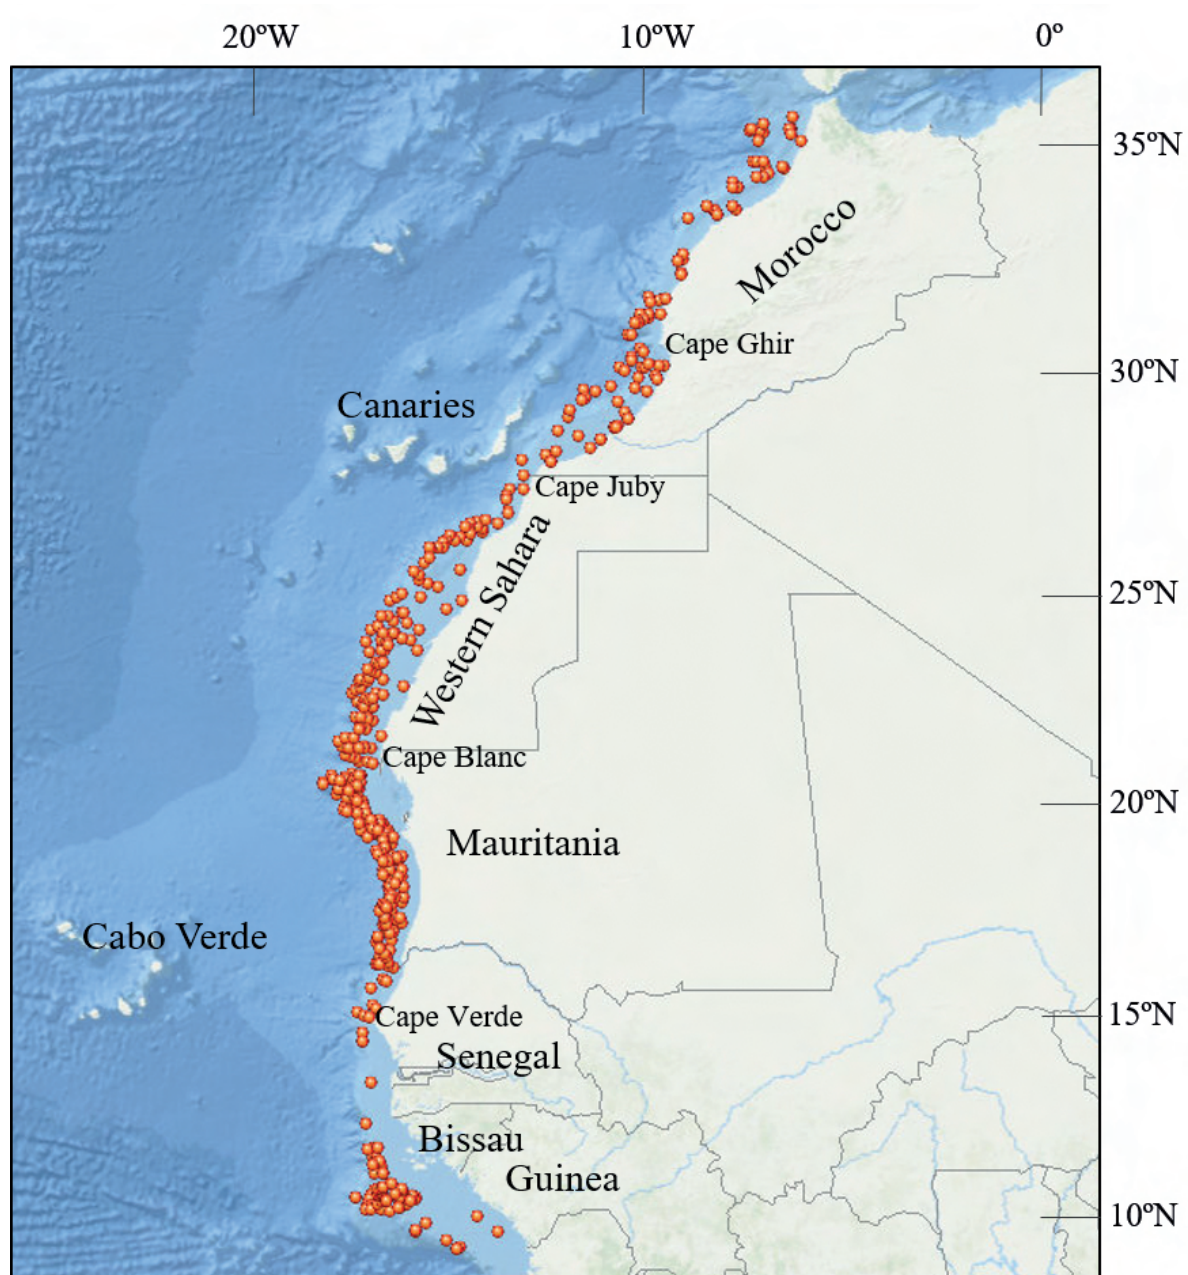 20ºW
10ºW
0º
35ºN
Morocco
Cape Ghir
30ºN
Canaries
Cape Juby
Western Sahara
25ºN
Cape Blanc
20ºN
Mauritania
Cabo Verde
Cape Verde
15ºN
Senegal
Bissau
Guinea
10ºN